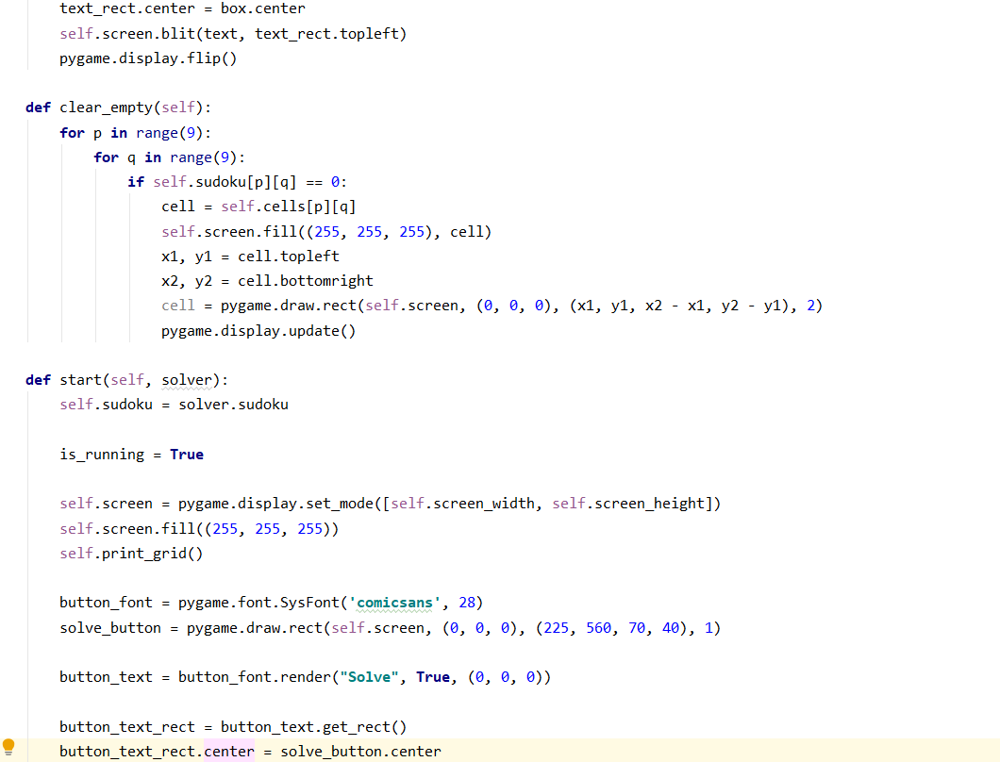 text_rect.center = box.center
self.screen.blit(text, text_rect.topleft)
pygame.display.flip()
def clear_empty(self):
for p in range(9):
for q in range(9):
if self.sudoku[p][q] == 0:
cell = self.cells[p][q]
self.screen.fill((255, 255, 255), cell)
x1, y1 = cell.topleft
x2, y2 = cell.bottomright
cell = pygame.draw.rect(self.screen, (0, 0, 0), (x1, y1, x2 - x1, y2 - y1), 2)
pygame.display.update()
def start(self, solver):
self.sudoku = solver.sudoku
is_running = True
self.screen = pygame.display.set_mode([self.screen_width, self.screen_height])
self.screen.fill((255, 255, 255))
self.print_grid()
button_font = pygame.font.SysFont('comicsans', 28)
solve_button = pygame.draw.rect(self.screen, (0, 0, 0), (225, 560, 70, 40), 1)
button_text = button_font.render("Solve", True, (0, 0, 0))
button_text_rect = button_text.get_rect()
button_text_rect.center = solve_button.center